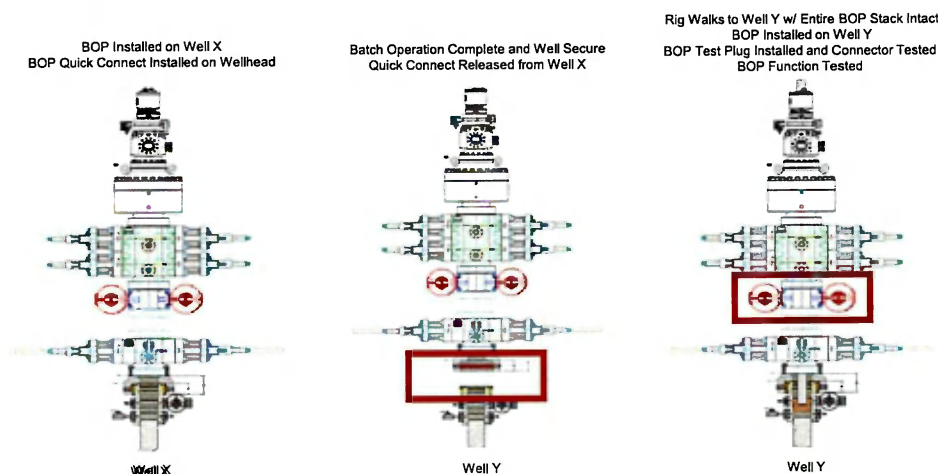 BOP Installed on Well X
BOP Quick Connect Installed on Wellhead
Batch Operation Complete and Well Secure
Quick Connect Released from Well X
Rig Walks to Well Y w/ Entire BOP Stack Intact
BOP Installed on Well Y
BOP Test Plug Installed and Connector Tested
BOP Function Tested
Well X
Well Y
Well Y